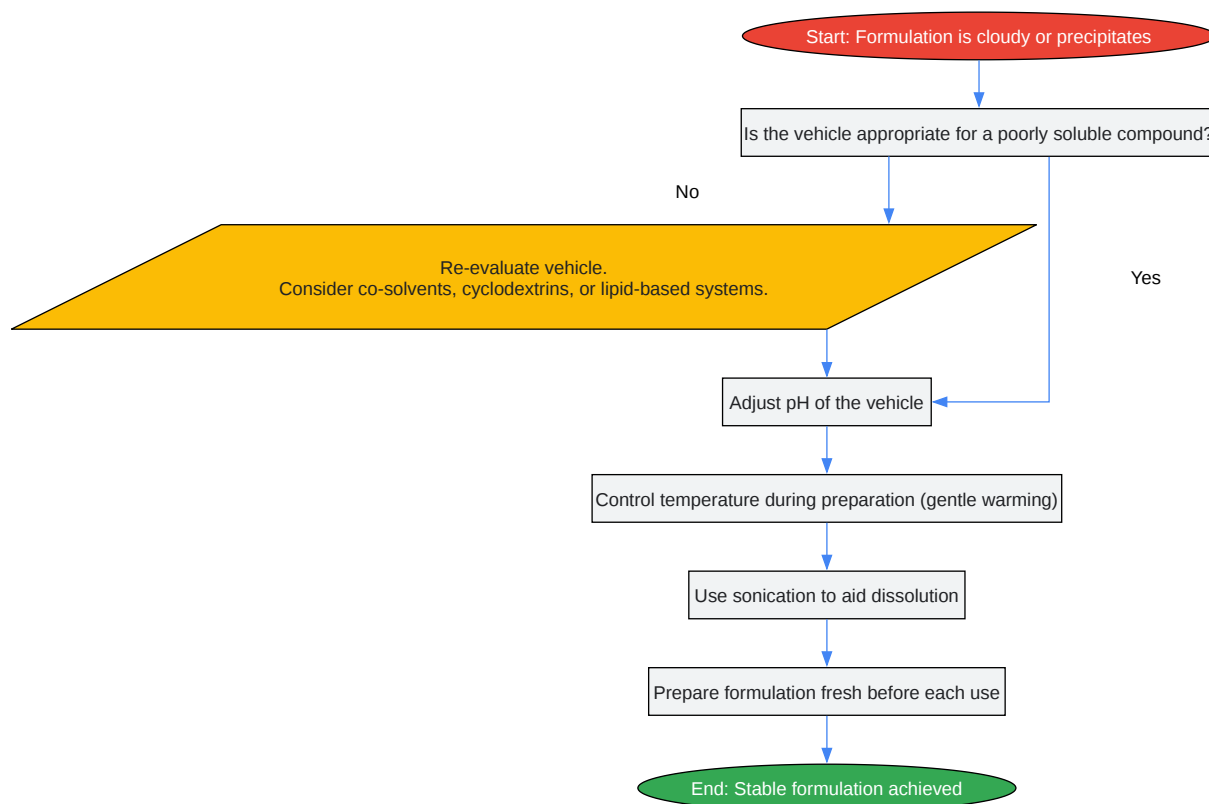 Start: Formulation is cloudy or precipitates
Is the vehicle appropriate for a poorly soluble compound?
No
Re-evaluate vehicle.
Consider co-solvents, cyclodextrins, or lipid-based systems.
Yes
Adjust pH of the vehicle
Control temperature during preparation (gentle warming)
Use sonication to aid dissolution
Prepare formulation fresh before each use
End: Stable formulation achieved